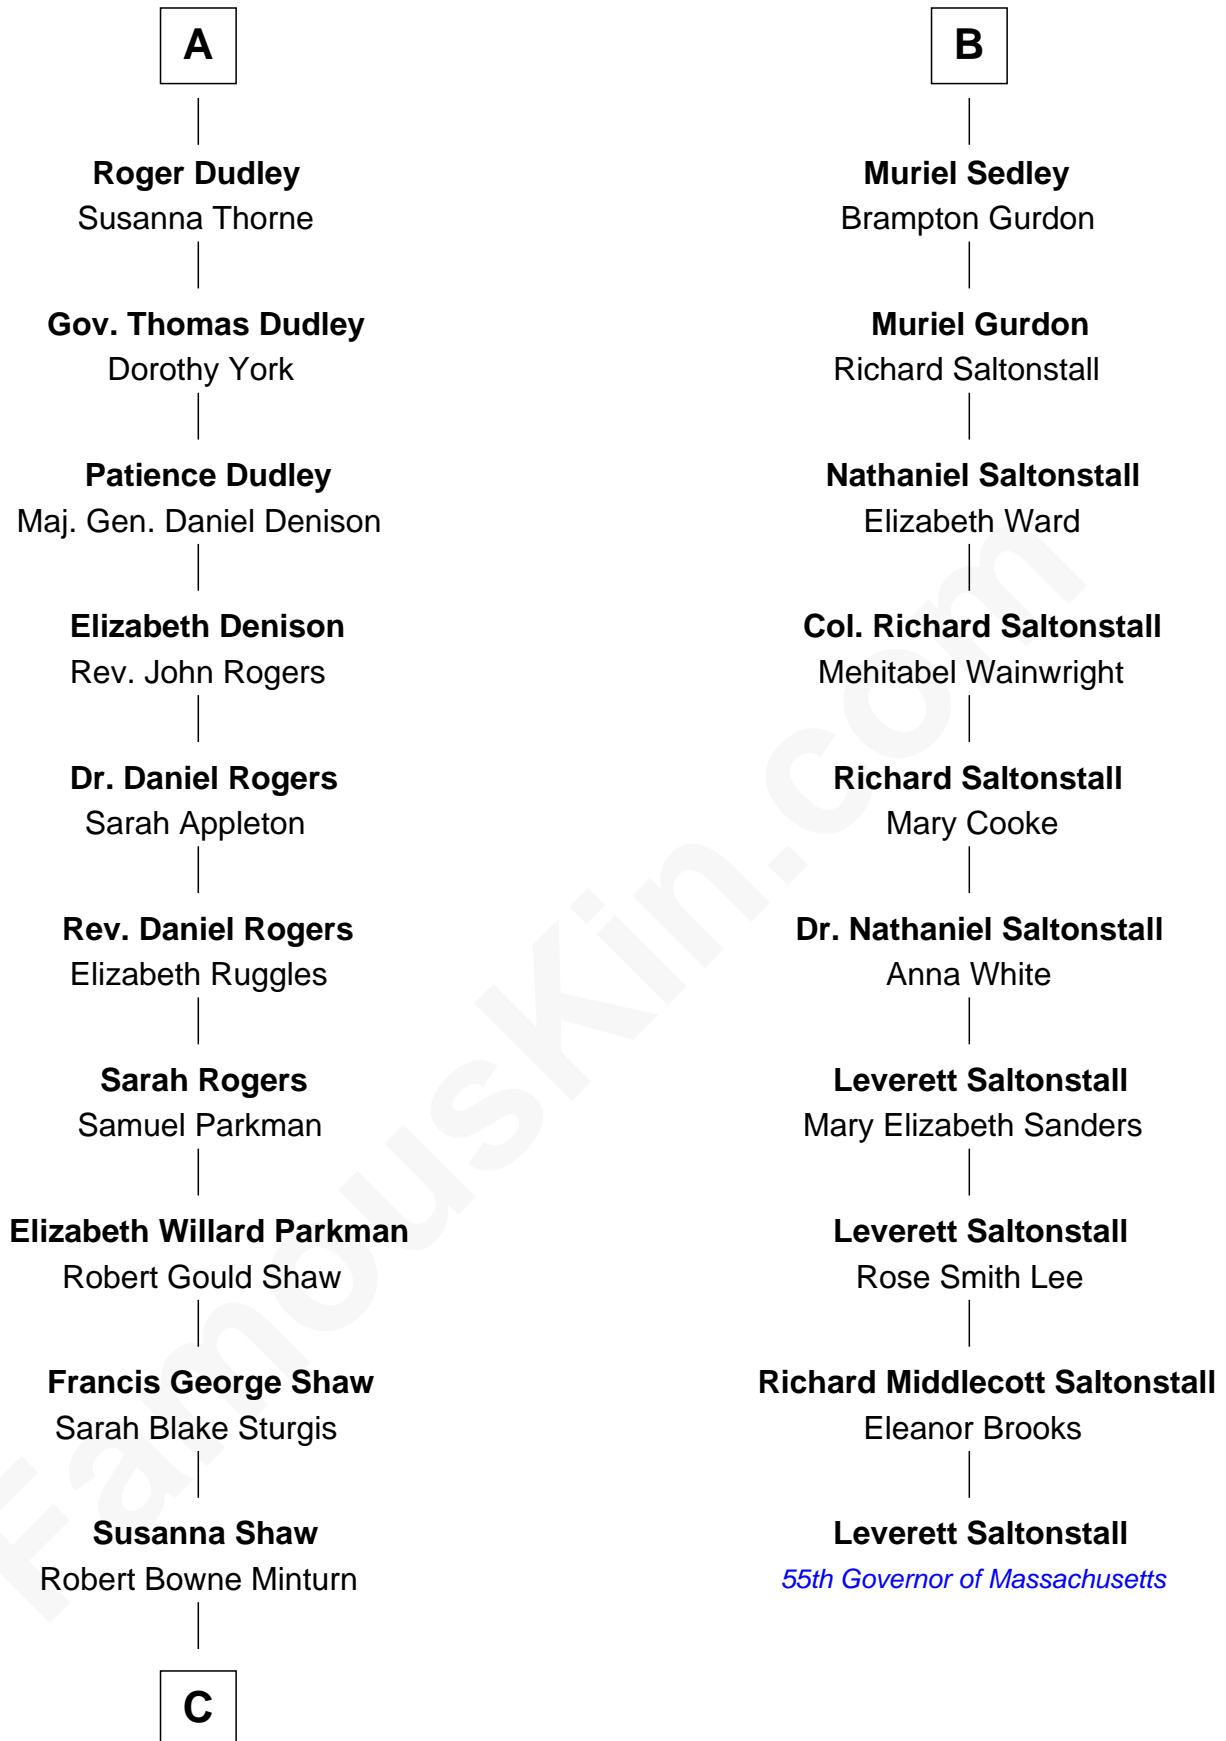 A
Roger Dudley
Susanna Thorne
Gov. Thomas Dudley
Dorothy York
Patience Dudley
Maj. Gen. Daniel Denison
Elizabeth Denison
Rev. John Rogers
Dr. Daniel Rogers
Sarah Appleton
Rev. Daniel Rogers
Elizabeth Ruggles
Sarah Rogers
Samuel Parkman
Elizabeth Willard Parkman
Robert Gould Shaw
Francis George Shaw
Sarah Blake Sturgis
Susanna Shaw
Robert Bowne Minturn
C
B
Muriel Sedley
Brampton Gurdon
Muriel Gurdon
Richard Saltonstall
Nathaniel Saltonstall
Elizabeth Ward
Col. Richard Saltonstall
Mehitabel Wainwright
Richard Saltonstall
Mary Cooke
Dr. Nathaniel Saltonstall
Anna White
Leverett Saltonstall
Mary Elizabeth Sanders
Leverett Saltonstall
Rose Smith Lee
Richard Middlecott Saltonstall
Eleanor Brooks
Leverett Saltonstall
55th Governor of Massachusetts
FamousKin.com